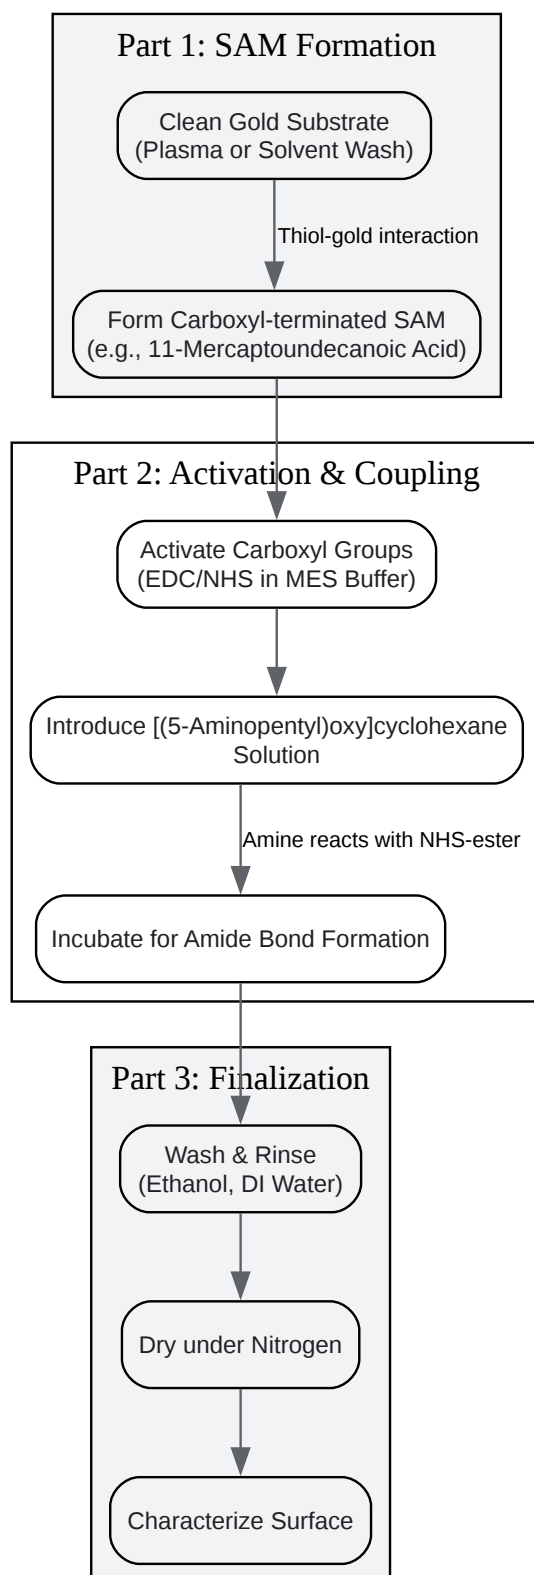 Part 1: SAM Formation
Clean Gold Substrate
(Plasma or Solvent Wash)
Thiol-gold interaction
Form Carboxyl-terminated SAM
(e.g., 11-Mercaptoundecanoic Acid)
Part 2: Activation & Coupling
Activate Carboxyl Groups
(EDC/NHS in MES Buffer)
Introduce [(5-Aminopentyl)oxy]cyclohexane
Solution
Amine reacts with NHS-ester
Incubate for Amide Bond Formation
Part 3: Finalization
Wash & Rinse
(Ethanol, DI Water)
Dry under Nitrogen
Characterize Surface